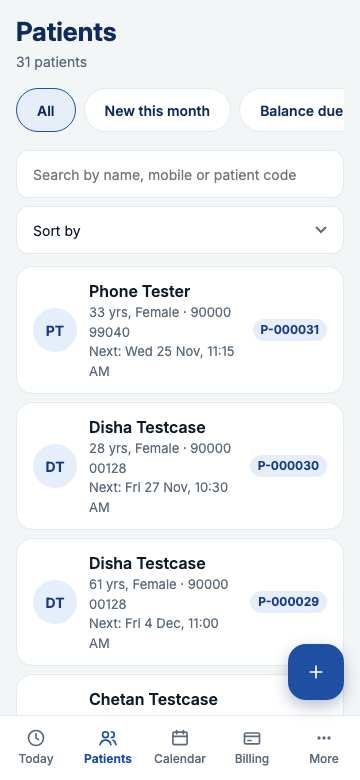 Patients
31 patients
All
New this month
Balance due
Search by name, mobile or patient code
Sort by
PT
Phone Tester
33 yrs, Female · 90000
99040
Next: Wed 25 Nov, 11:15
AM
P-000031
DT
Disha Testcase
28 yrs, Female · 90000
00128
Next: Fri 27 Nov, 10:30
AM
P-000030
DT
Disha Testcase
61 yrs, Female · 90000
00128
Next: Fri 4 Dec, 11:00
AM
P-000029
Chetan Testcase
Today
Patients
Calendar
Billing
More